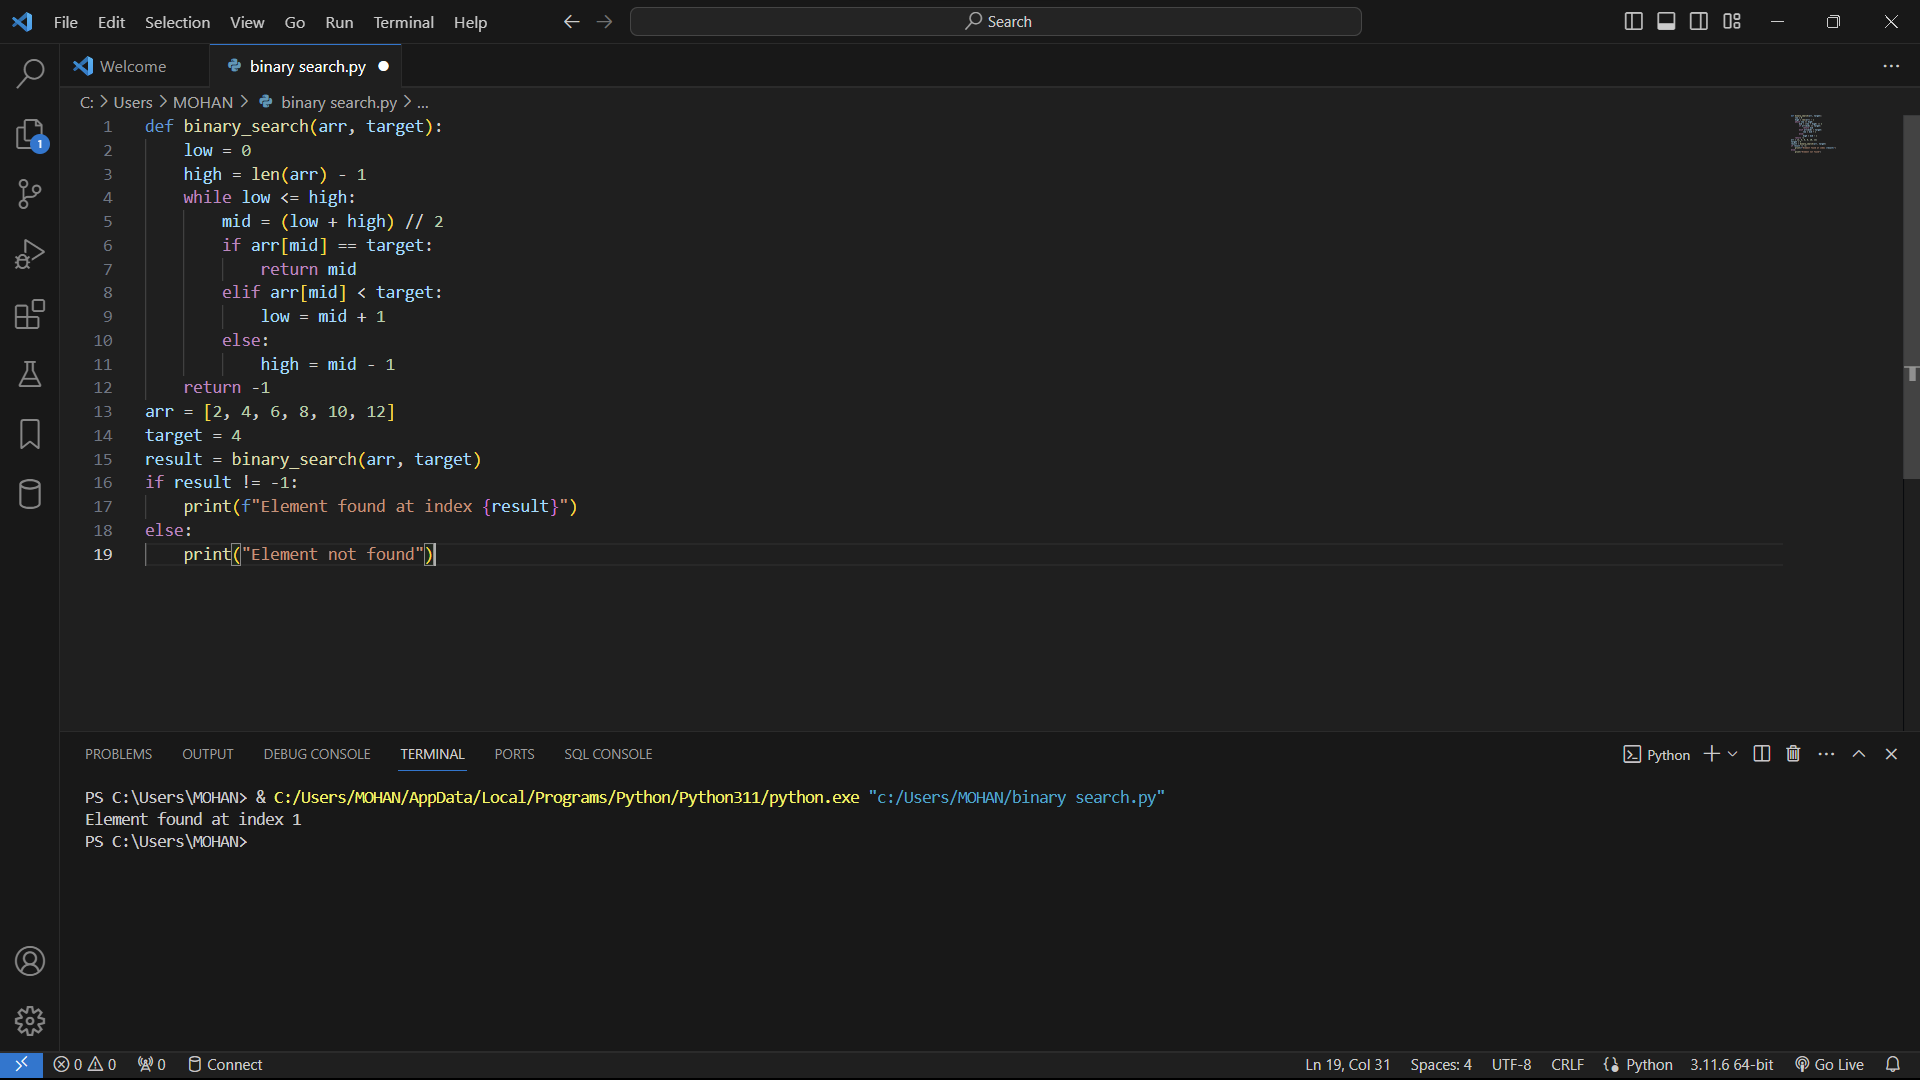 File Edit Selection View Go Run Terminal Help Search
Welcome binary search.py
C: > Users > MOHAN > binary search.py > ...
1 def binary_search(arr, target):
2 low = 0
3 high = len(arr) - 1
4 while low <= high:
5 mid = (low + high) // 2
6 if arr[mid] == target:
7 return mid
8 elif arr[mid] < target:
9 low = mid + 1
10 else:
11 high = mid - 1
12 return -1
13 arr = [2, 4, 6, 8, 10, 12]
14 target = 4
15 result = binary_search(arr, target)
16 if result != -1:
17 print(f"Element found at index {result}")
18 else:
19 print("Element not found")
1
PROBLEMS OUTPUT DEBUG CONSOLE TERMINAL PORTS SQL CONSOLE Python
PS C:\Users\MOHAN> & C:/Users/MOHAN/AppData/Local/Programs/Python/Python311/python.exe "c:/Users/MOHAN/binary search.py"
Element found at index 1
PS C:\Users\MOHAN>
0 0 0 Connect Ln 19, Col 31 Spaces: 4 UTF-8 CRLF Python 3.11.6 64-bit Go Live